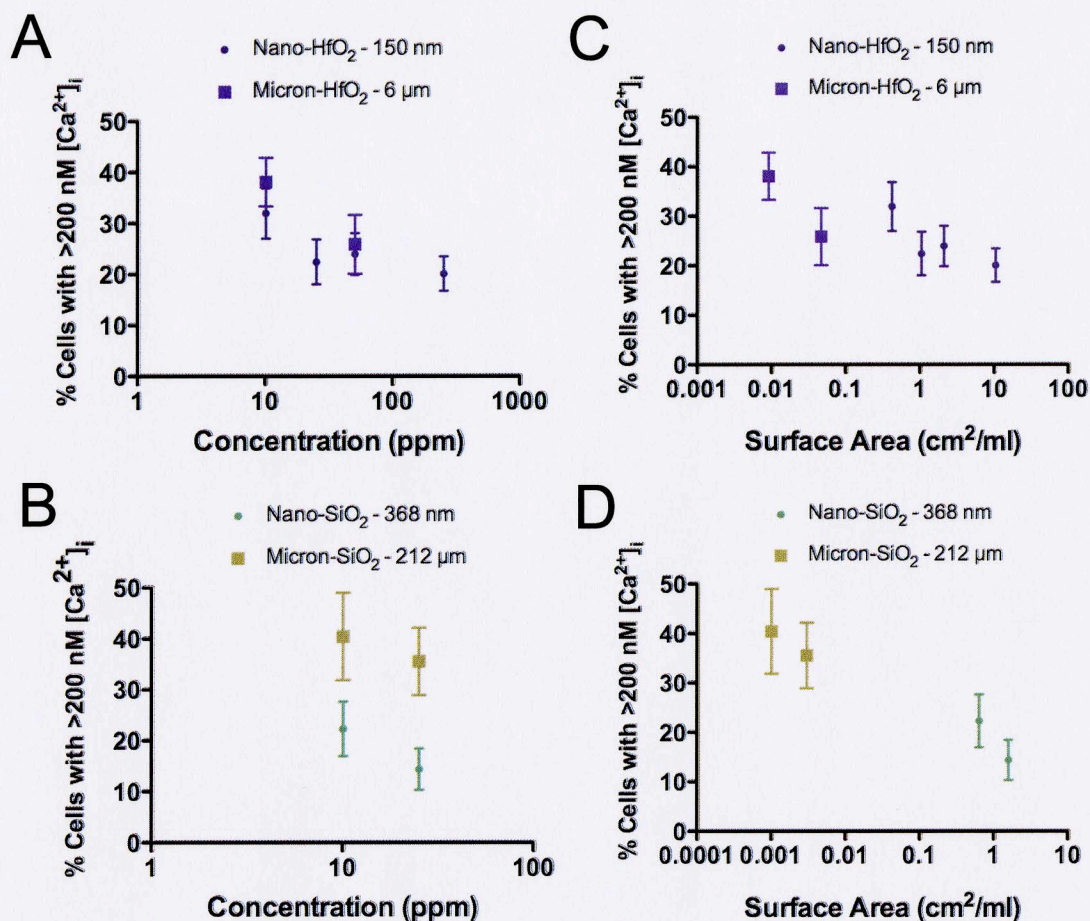 A
Nano-HfO₂ - 150 nm
Micron-HfO₂ - 6 µm
% Cells with >200 nM [Ca²⁺]ᵢ
50
40
30
20
10
0
1 10 100 1000
Concentration (ppm)
C
Nano-HfO₂ - 150 nm
Micron-HfO₂ - 6 µm
% Cells with >200 nM [Ca²⁺]ᵢ
50
40
30
20
10
0
0.001 0.01 0.1 1 10 100
Surface Area (cm²/ml)
B
Nano-SiO₂ - 368 nm
Micron-SiO₂ - 212 µm
% Cells with >200 nM [Ca²⁺]ᵢ
50
40
30
20
10
0
1 10 100
Concentration (ppm)
D
Nano-SiO₂ - 368 nm
Micron-SiO₂ - 212 µm
% Cells with >200 nM [Ca²⁺]ᵢ
50
40
30
20
10
0
0.0001 0.001 0.01 0.1 1 10
Surface Area (cm²/ml)